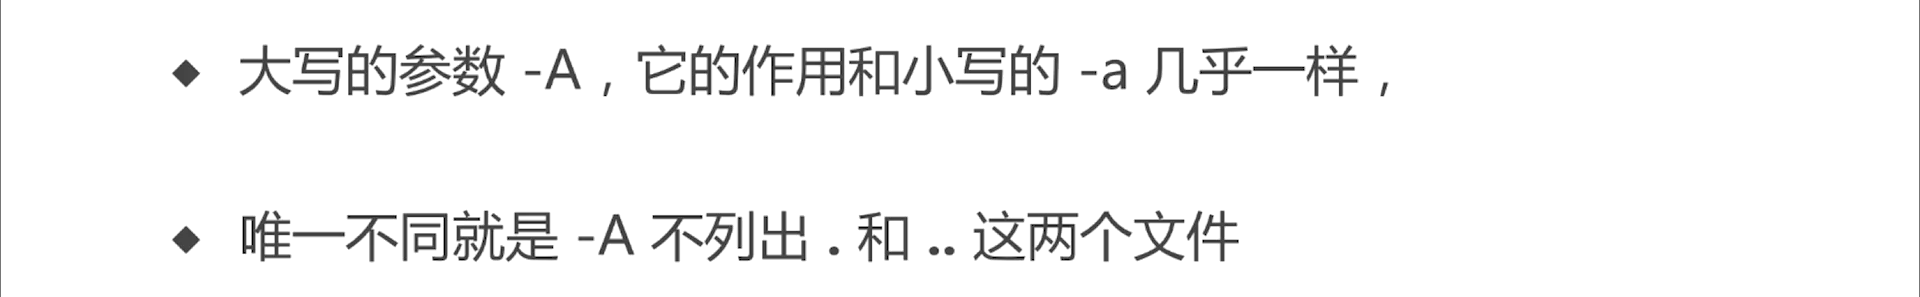 ◆ 大写的参数 -A，它的作用和小写的 -a 几乎一样，
◆ 唯一不同就是 -A 不列出 . 和 .. 这两个文件